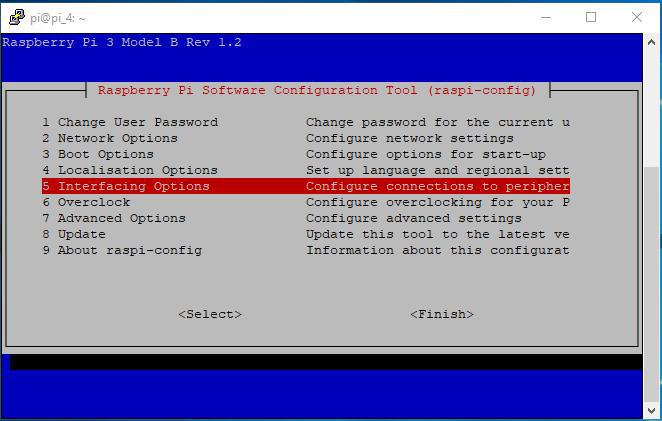 pi@pi_4: ~
Raspberry Pi 3 Model B Rev 1.2
Raspberry Pi Software Configuration Tool (raspi-config)
1 Change User Password Change password for the current u
2 Network Options Configure network settings
3 Boot Options Configure options for start-up
4 Localisation Options Set up language and regional sett
5 Interfacing Options Configure connections to peripher
6 Overclock Configure overclocking for your P
7 Advanced Options Configure advanced settings
8 Update Update this tool to the latest ve
9 About raspi-config Information about this configurat
<Select> <Finish>